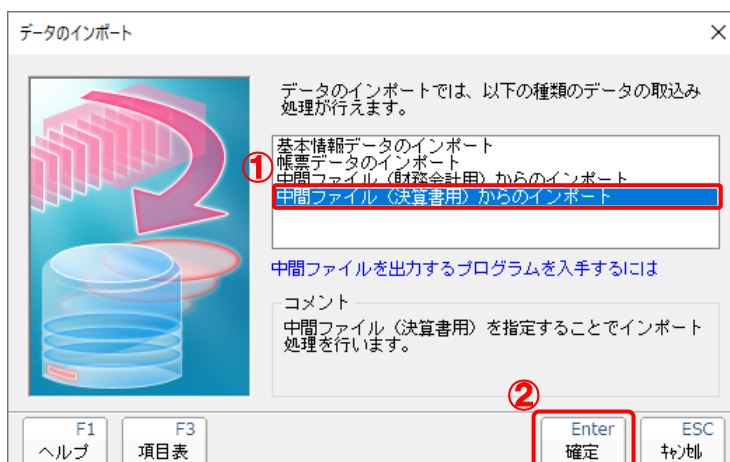 データのインポート
データのインポートでは、以下の種類のデータの取込み
処理が行えます。
①
基本情報データのインポート
帳票データのインポート
中間ファイル（財務会計用）からのインポート
中間ファイル（決算書用）からのインポート
中間ファイルを出力するプログラムを入手するには
コメント
中間ファイル（決算書用）を指定することでインポート
処理を行います。
②
F1
ヘルプ
F3
項目表
Enter
確定
ESC
ｷｬﾝｾﾙ